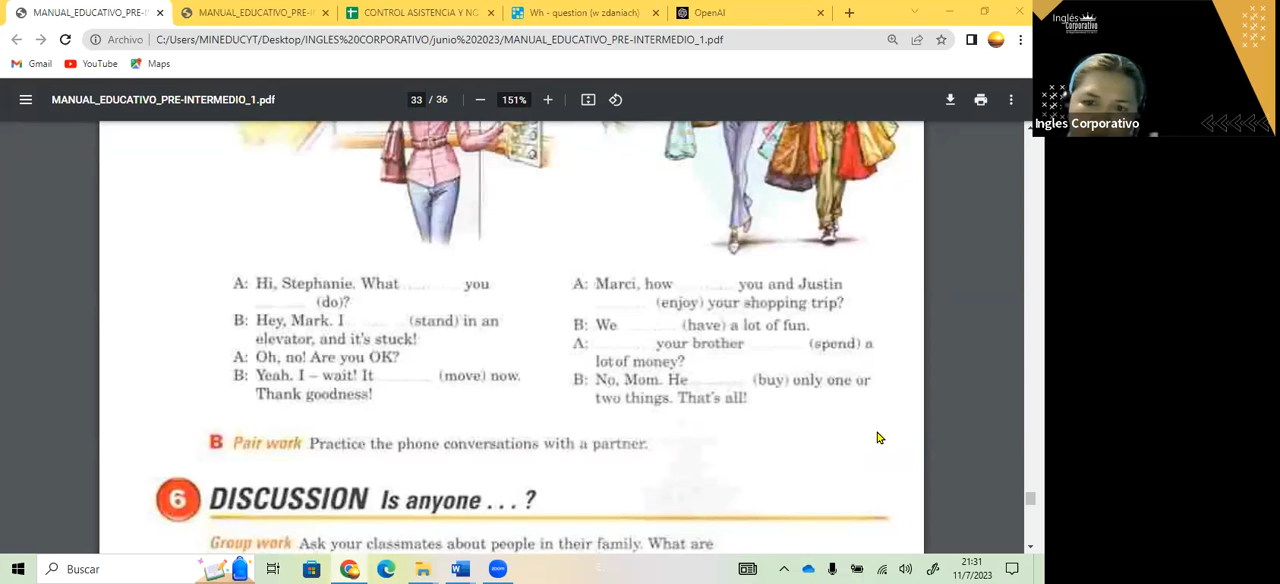 MANUAL_EDUCATIVO_PRE-I
MANUAL_EDUCATIVO_PRE-
CONTROL ASISTENCIA Y NO
Wh - question (w zdaniach)
OpenAI
Archivo
C:/Users/MINEDUCYT/Desktop/INGLES%20CORPORATIVO/junio%202023/MANUAL_EDUCATIVO_PRE-INTERMEDIO_1.pdf
Gmail
YouTube
Maps
MANUAL_EDUCATIVO_PRE-INTERMEDIO_1.pdf
33 / 36
151%
A: Hi, Stephanie. What you
(do)?
B: Hey, Mark. I (stand) in an
elevator, and it's stuck!
A: Oh, no! Are you OK?
B: Yeah. I – wait! It (move) now.
Thank goodness!
A: Marci, how you and Justin
(enjoy) your shopping trip?
B: We (have) a lot of fun.
A: your brother (spend) a
lot of money?
B: No, Mom. He (buy) only one or
two things. That's all!
B Pair work Practice the phone conversations with a partner.
6 DISCUSSION Is anyone . . . ?
Group work Ask your classmates about people in their family. What are
Inglés
Corporativo
Ingles Corporativo
Buscar
21:31
11/7/2023